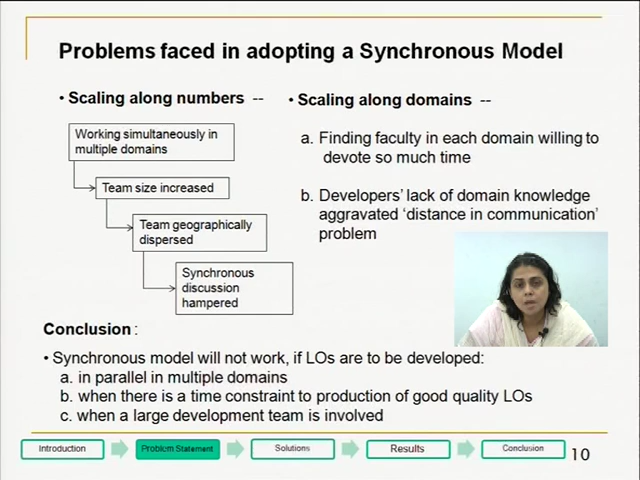 Problems faced in adopting a Synchronous Model
• Scaling along numbers --
Working simultaneously in
multiple domains
Team size increased
Team geographically
dispersed
Synchronous
discussion
hampered
• Scaling along domains --
a. Finding faculty in each domain willing to
devote so much time
b. Developers' lack of domain knowledge
aggravated 'distance in communication'
problem
Conclusion :
• Synchronous model will not work, if LOs are to be developed:
a. in parallel in multiple domains
b. when there is a time constraint to production of good quality LOs
c. when a large development team is involved
Introduction
Problem Statement
Solutions
Results
Conclusion
10